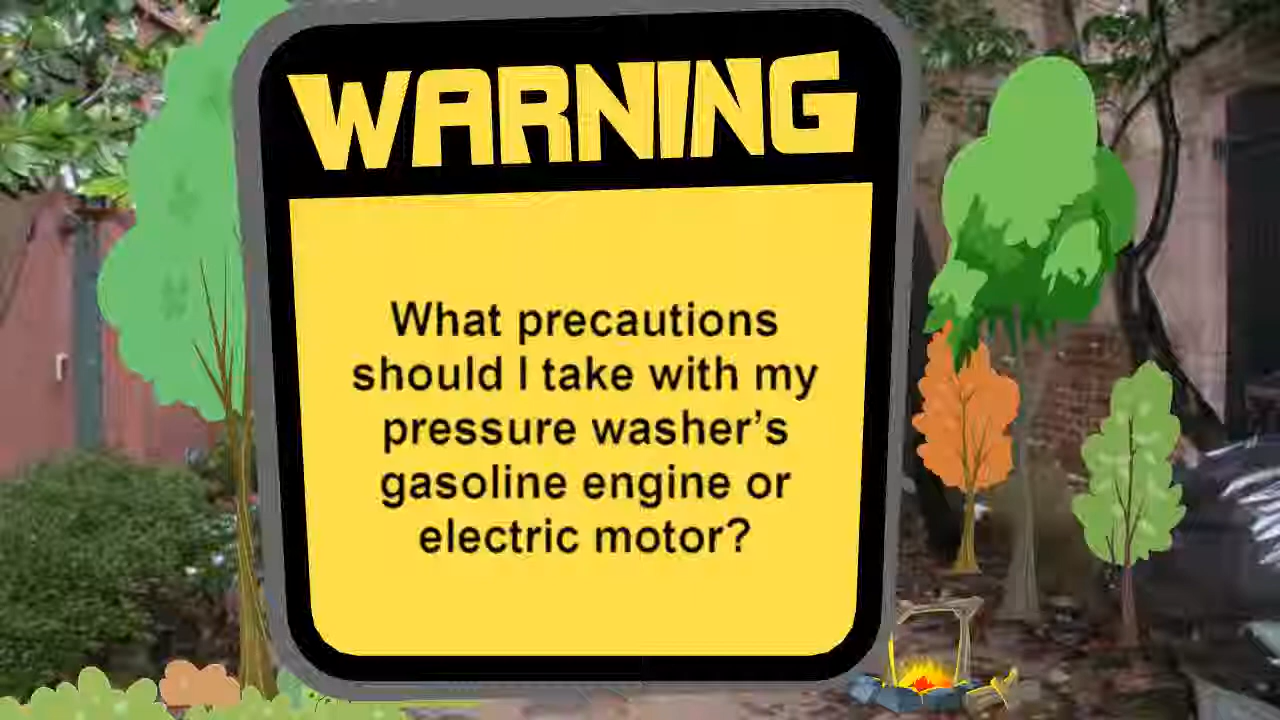 WARNING
What precautions
should I take with my
pressure washer’s
gasoline engine or
electric motor?